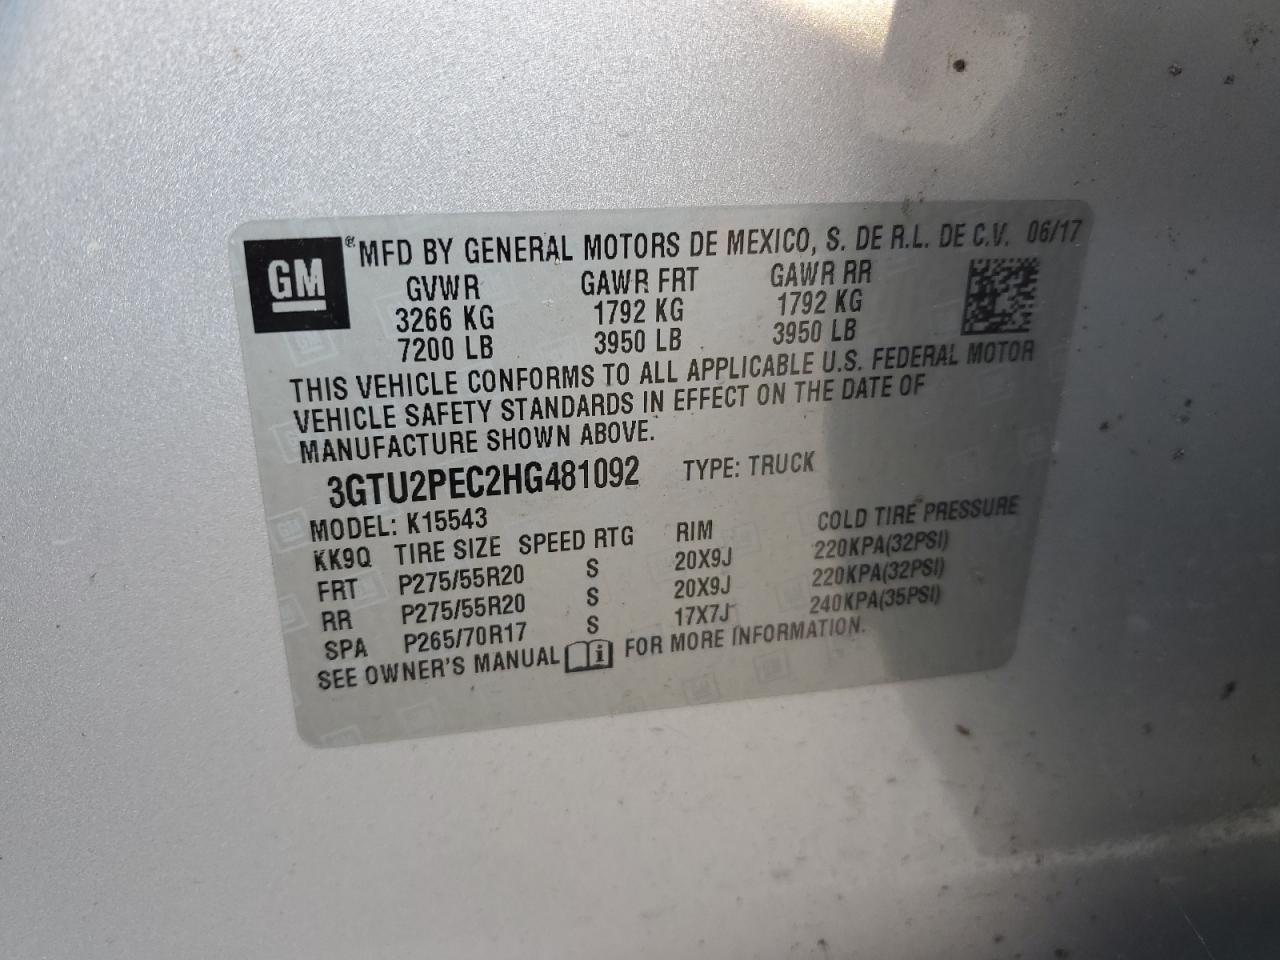 GM
® MFD BY GENERAL MOTORS DE MEXICO, S. DE R.L. DE C.V. 06/17
GVWR GAWR FRT GAWR RR
3266 KG 1792 KG 1792 KG
7200 LB 3950 LB 3950 LB
THIS VEHICLE CONFORMS TO ALL APPLICABLE U.S. FEDERAL MOTOR
VEHICLE SAFETY STANDARDS IN EFFECT ON THE DATE OF
MANUFACTURE SHOWN ABOVE.
3GTU2PEC2HG481092 TYPE: TRUCK
MODEL: K15543
KK9Q TIRE SIZE SPEED RTG RIM COLD TIRE PRESSURE
FRT P275/55R20 S 20X9J 220KPA(32PSI)
RR P275/55R20 S 20X9J 220KPA(32PSI)
SPA P265/70R17 S 17X7J 240KPA(35PSI)
SEE OWNER'S MANUAL FOR MORE INFORMATION.